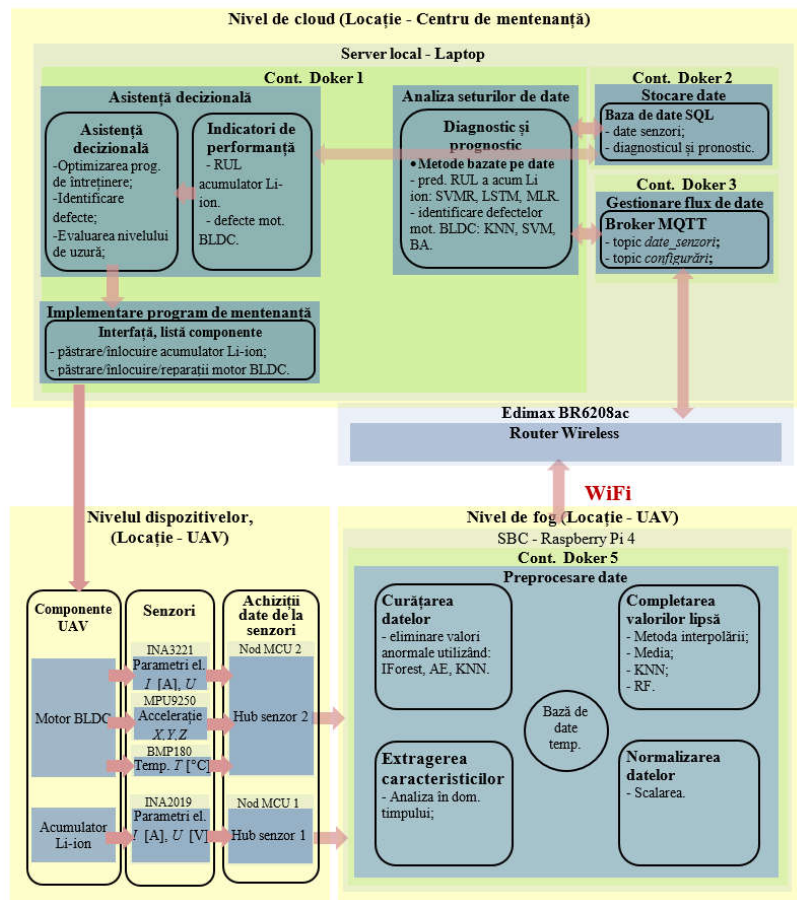 Nivel de cloud (Locație - Centru de mentenanță)
Server local - Laptop
Cont. Doker 1
Asistență decizională
Asistență
decizională
-Optimizarea prog.
de întreținere;
-Identificare
defecte;
-Evaluarea nivelului
de uzură;
Indicatori de
performanță
- RUL
acumulator Li-
ion.
- defecte mot.
BLDC.
Analiza seturilor de date
Diagnostic și
prognostic
•Metode bazate pe date
- pred. RUL a acum Li
ion: SVMR, LSTM, MLR.
- identificare defectelor
mot. BLDC: KNN, SVM,
BA.
Cont. Doker 2
Stocare date
Baza de date SQL
- date senzori;
- diagnosticul și pronostic.
Cont. Doker 3
Gestionare flux de date
Broker MQTT
- topic date_senzori;
- topic configurări;
Implementare program de mentenanță
Interfață, listă componente
- păstrare/înlocuire acumulator Li-ion;
- păstrare/înlocuire/reparații motor BLDC.
Edimax BR6208ac
Router Wireless
WiFi
Nivelul dispozitivelor,
(Locație - UAV)
Componente
UAV
Motor BLDC
Acumulator
Li-ion
Senzori
INA3221
Parametri el.
I [A], U
MPU9250
Accelerație
X,Y,Z
BMP180
Temp. T [°C]
INA2019
Parametri el.
I [A], U [V]
Achiziții
date de la
senzori
Nod MCU 2
Hub senzor 2
Nod MCU 1
Hub senzor 1
Nivel de fog (Locație - UAV)
SBC - Raspberry Pi 4
Cont. Doker 5
Preprocesare date
Curățarea
datelor
- eliminare valori
anormale utilizând:
IForest, AE, KNN.
Completarea
valorilor lipsă
- Metoda interpolării;
- Media;
- KNN;
- RF.
Bază de
date
temp.
Extragerea
caracteristicilor
- Analiza în dom.
timpului;
Normalizarea
datelor
- Scalarea.